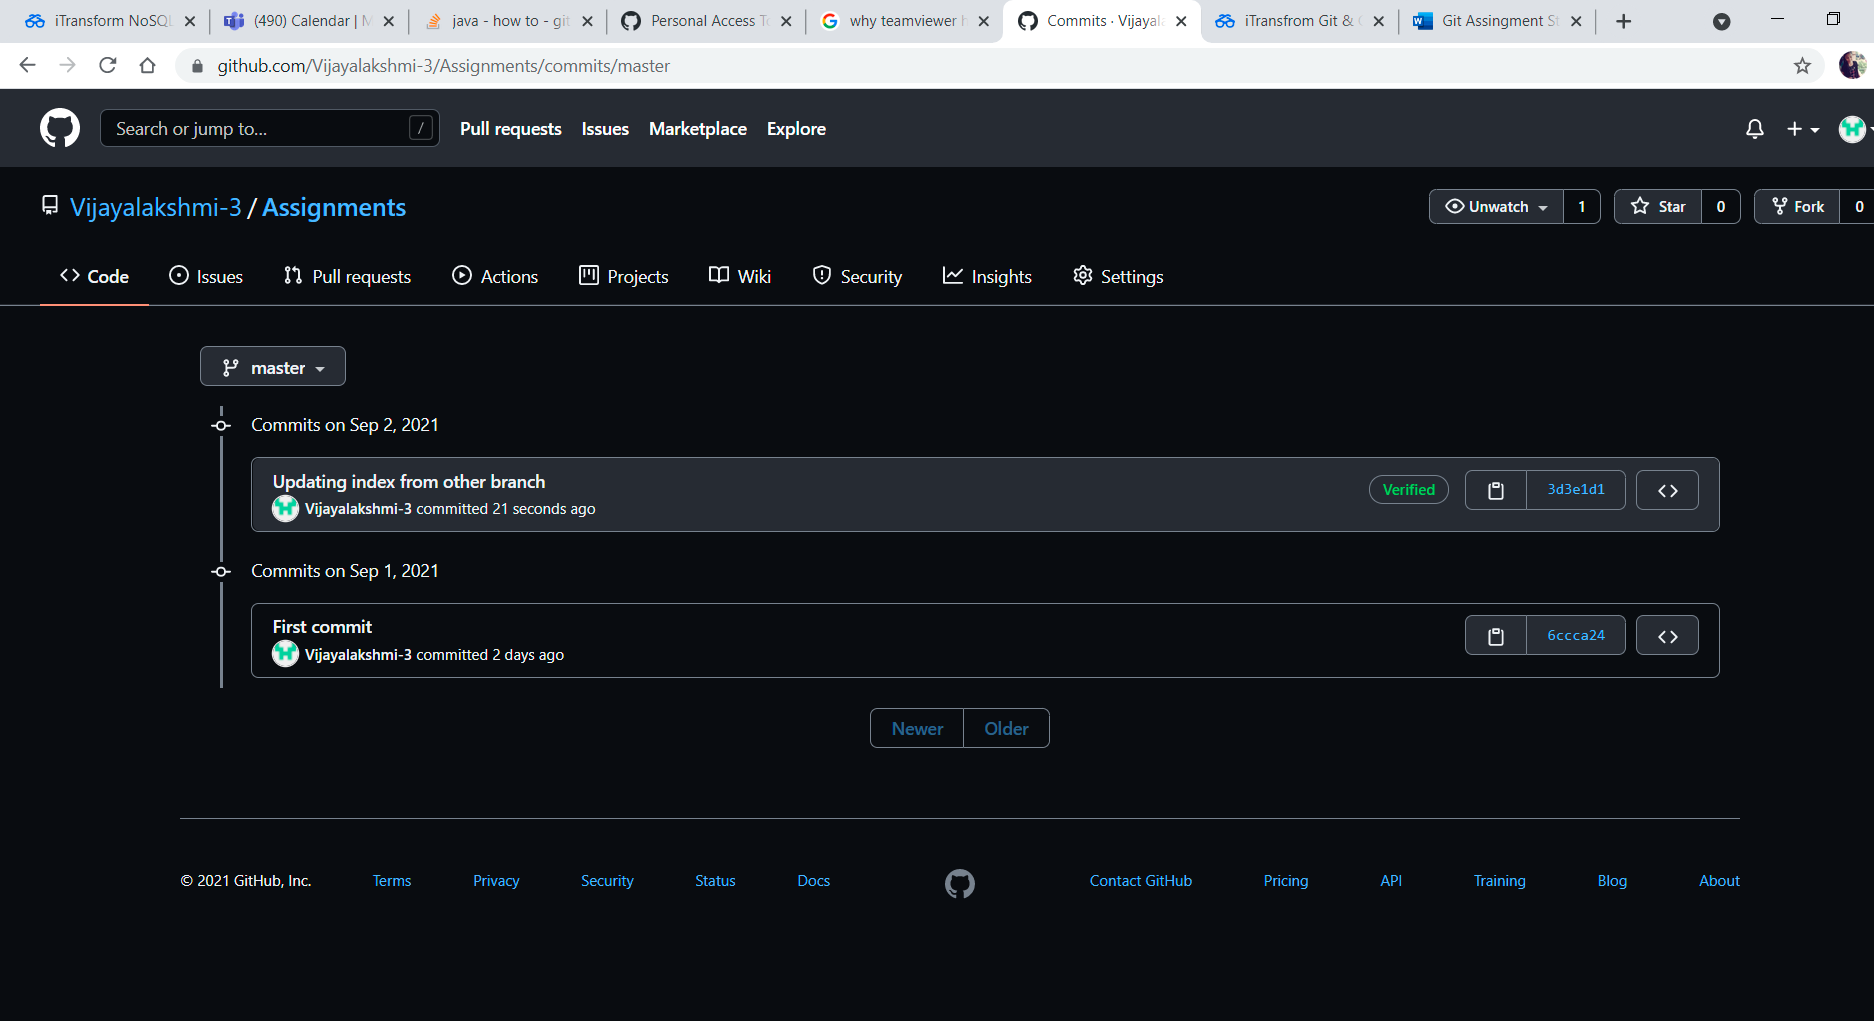 iTransform NoSQL
(490) Calendar | M
java - how to - git
Personal Access To
why teamviewer h
Commits · Vijayala
iTransfrom Git & G
Git Assingment St
github.com/Vijayalakshmi-3/Assignments/commits/master
Search or jump to... /
Pull requests Issues Marketplace Explore
Vijayalakshmi-3 / Assignments
Unwatch 1 Star 0 Fork 0
Code Issues Pull requests Actions Projects Wiki Security Insights Settings
master
Commits on Sep 2, 2021
Updating index from other branch
Vijayalakshmi-3 committed 21 seconds ago
Verified 3d3e1d1
Commits on Sep 1, 2021
First commit
Vijayalakshmi-3 committed 2 days ago
6ccca24
Newer Older
© 2021 GitHub, Inc. Terms Privacy Security Status Docs Contact GitHub Pricing API Training Blog About